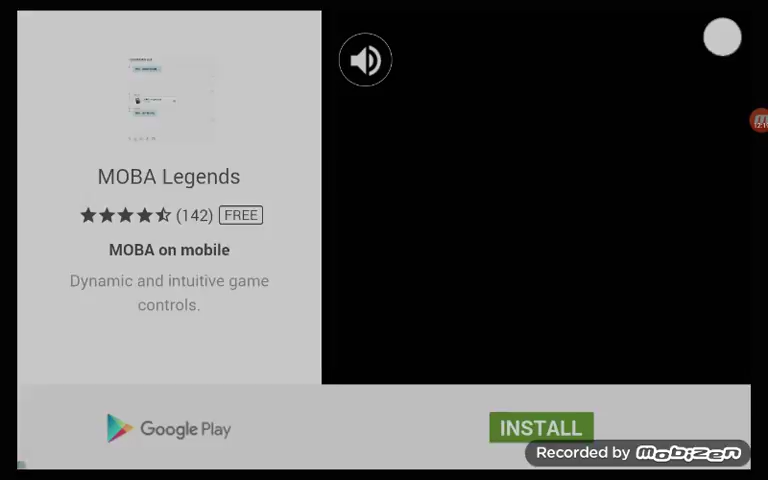 MOBA Legends
(142) FREE
MOBA on mobile
Dynamic and intuitive game
controls.
Google Play
INSTALL
Recorded by mobizen